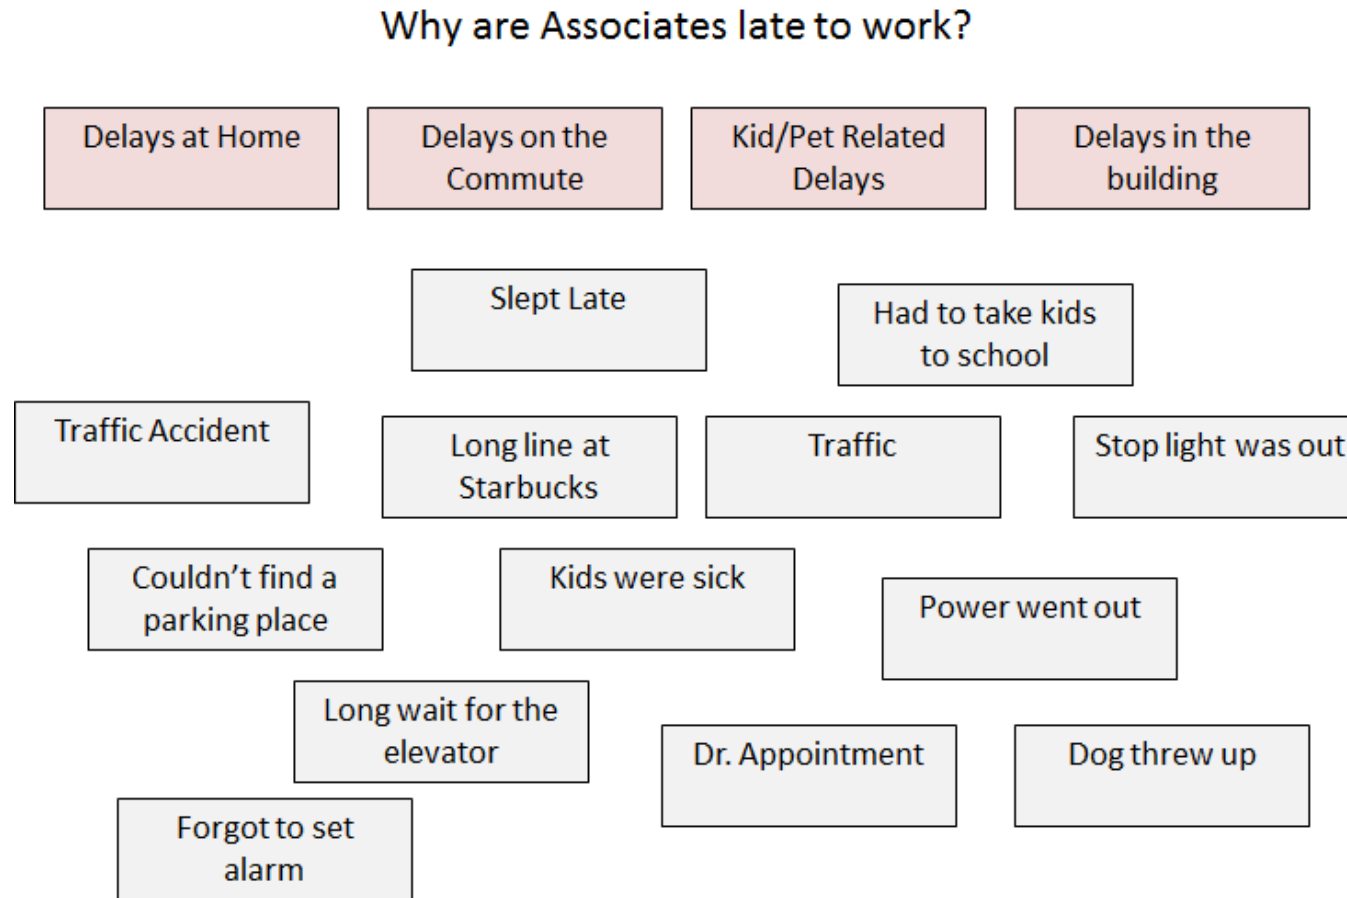 Why are Associates late to work?
Delays at Home
Delays on the
Commute
Kid/Pet Related
Delays
Delays in the
building
Slept Late
Had to take kids
to school
Traffic Accident
Long line at
Starbucks
Traffic
Stop light was out
Couldn’t find a
parking place
Kids were sick
Power went out
Long wait for the
elevator
Dr. Appointment
Dog threw up
Forgot to set
alarm